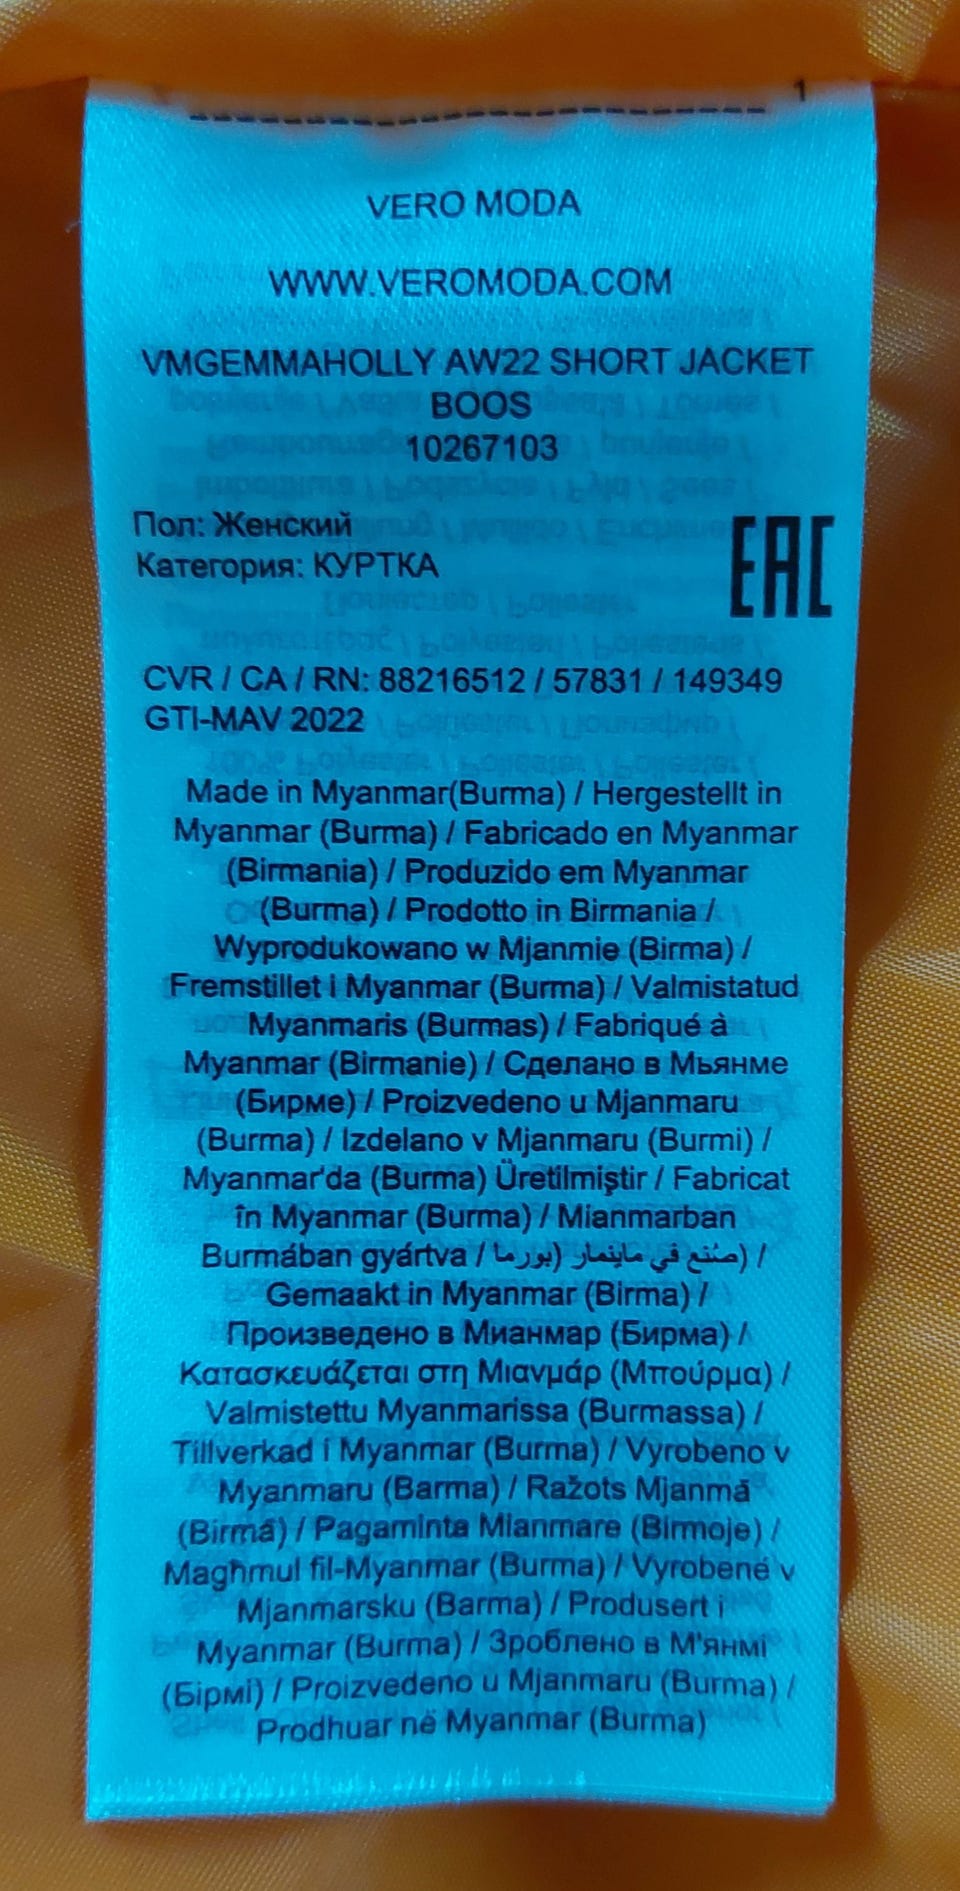 1
VERO MODA
WWW.VEROMODA.COM
VMGEMMAHOLLY AW22 SHORT JACKET
BOOS
10267103
Пол: Женский
Категория: КУРТКА
EAC
CVR / CA / RN: 88216512 / 57831 / 149349
GTI-MAV 2022
Made in Myanmar(Burma) / Hergestellt in
Myanmar (Burma) / Fabricado en Myanmar
(Birmania) / Produzido em Myanmar
(Burma) / Prodotto in Birmania /
Wyprodukowano w Mjanmie (Birma) /
Fremstillet i Myanmar (Burma) / Valmistatud
Myanmaris (Burmas) / Fabriqué à
Myanmar (Birmanie) / Сделано в Мьянме
(Бирме) / Proizvedeno u Mjanmaru
(Burma) / Izdelano v Mjanmaru (Burmi) /
Myanmar'da (Burma) Üretilmiştir / Fabricat
în Myanmar (Burma) / Mianmarban
Burmában gyártva / صُنع في ماينمار (بورما) /
Gemaakt in Myanmar (Birma) /
Произведено в Мианмар (Бирма) /
Κατασκευάζεται στη Μιανμάρ (Μπούρμα) /
Valmistettu Myanmarissa (Burmassa) /
Tillverkad i Myanmar (Burma) / Vyrobeno v
Myanmaru (Barma) / Ražots Mjanmā
(Birmā) / Pagaminta Mianmare (Birmoje) /
Magħmul fil-Myanmar (Burma) / Vyrobené v
Mjanmarsku (Barma) / Produsert i
Myanmar (Burma) / Зроблено в М'янмі
(Бірмі) / Proizvedeno u Mjanmaru (Burma) /
Prodhuar në Myanmar (Burma)